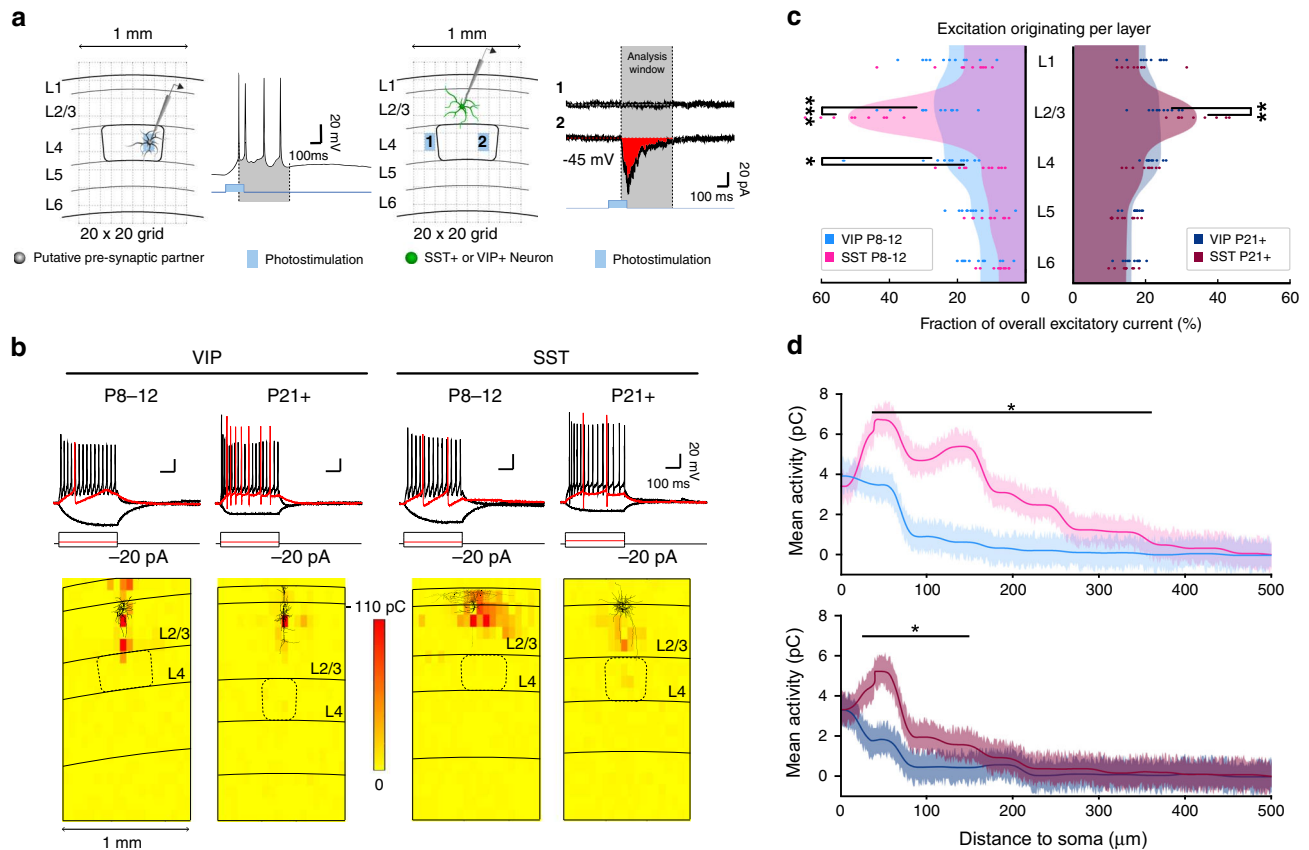 a
1 mm
L1
L2/3
L4
L5
L6
20 x 20 grid
20 mV
100ms
1 mm
L1
L2/3
L4
L5
L6
1
2
20 x 20 grid
Analysis
window
1
2
-45 mV
20 pA
100 ms
Putative pre-synaptic partner
Photostimulation
SST+ or VIP+ Neuron
Photostimulation
b
VIP
SST
P8–12
P21+
P8–12
P21+
20 mV
100 ms
–20 pA
–20 pA
–20 pA
–20 pA
L2/3
L4
L2/3
L4
110 pC
0
L2/3
L4
L2/3
L4
1 mm
c
Excitation originating per layer
L1
L2/3
L4
L5
L6
***
*
**
VIP P8-12
SST P8-12
VIP P21+
SST P21+
60 40 20 0
0 20 40 60
Fraction of overall excitatory current (%)
d
Mean activity (pC)
8
6
4
2
0
*
0 100 200 300 400 500
Mean activity (pC)
8
6
4
2
0
*
0 100 200 300 400 500
Distance to soma (μm)